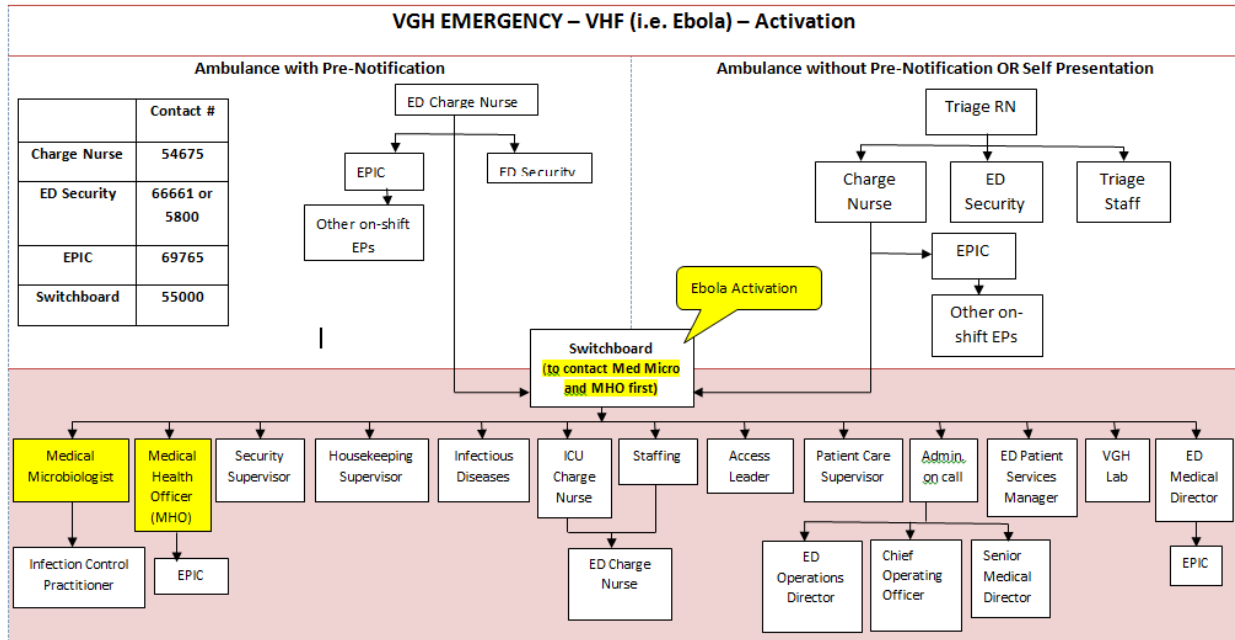 VGH EMERGENCY – VHF (i.e. Ebola) – Activation
Ambulance with Pre-Notification
Contact #
Charge Nurse 54675
ED Security 66661 or
5800
EPIC 69765
Switchboard 55000
ED Charge Nurse
EPIC
ED Security
Other on-shift
EPs
Ambulance without Pre-Notification OR Self Presentation
Triage RN
Charge
Nurse
ED
Security
Triage
Staff
EPIC
Other on-
shift EPs
Ebola Activation
Switchboard
(to contact Med Micro
and MHO first)
Medical
Microbiologist
Medical
Health
Officer
(MHO)
Security
Supervisor
Housekeeping
Supervisor
Infectious
Diseases
ICU
Charge
Nurse
Staffing
Access
Leader
Patient Care
Supervisor
Admin.
on call
ED Patient
Services
Manager
VGH
Lab
ED
Medical
Director
Infection Control
Practitioner
EPIC
ED Charge
Nurse
ED
Operations
Director
Chief
Operating
Officer
Senior
Medical
Director
EPIC